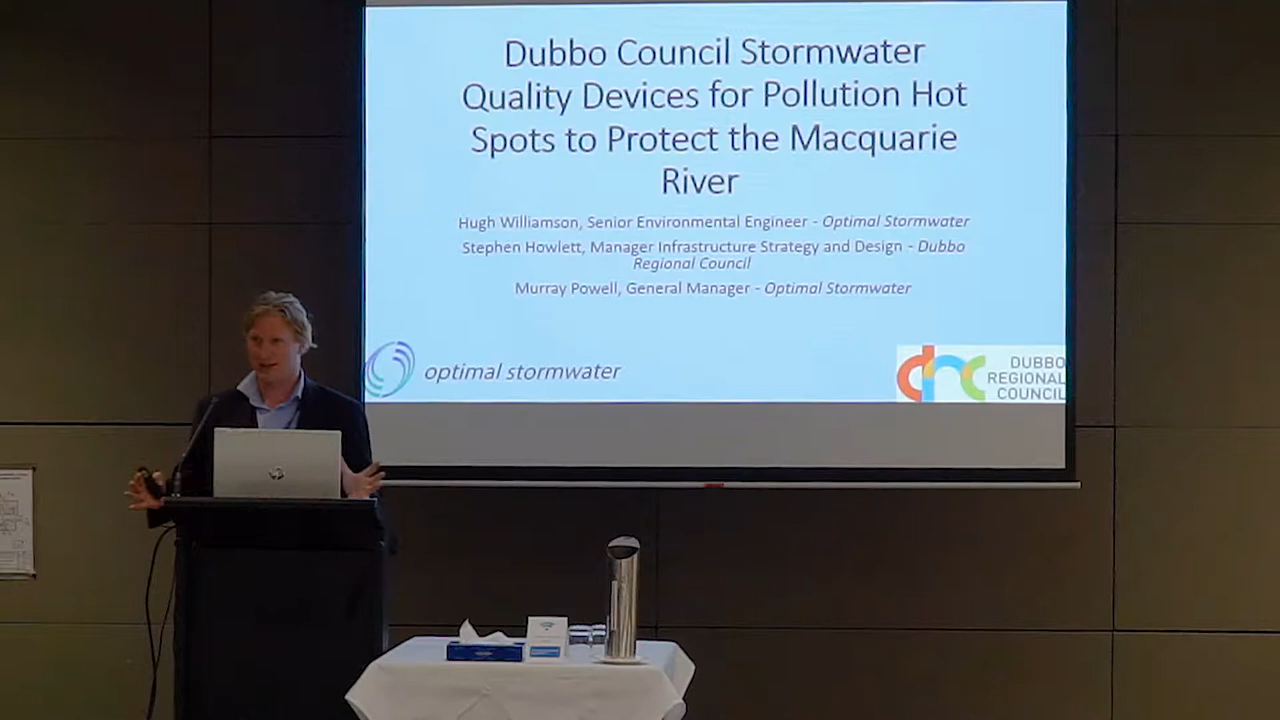 Dubbo Council Stormwater
Quality Devices for Pollution Hot
Spots to Protect the Macquarie
River
Hugh Williamson, Senior Environmental Engineer - Optimal Stormwater
Stephen Howlett, Manager Infrastructure Strategy and Design - Dubbo
Regional Council
Murray Powell, General Manager - Optimal Stormwater
optimal stormwater
drc
DUBBO
REGIONAL
COUNCIL
hp